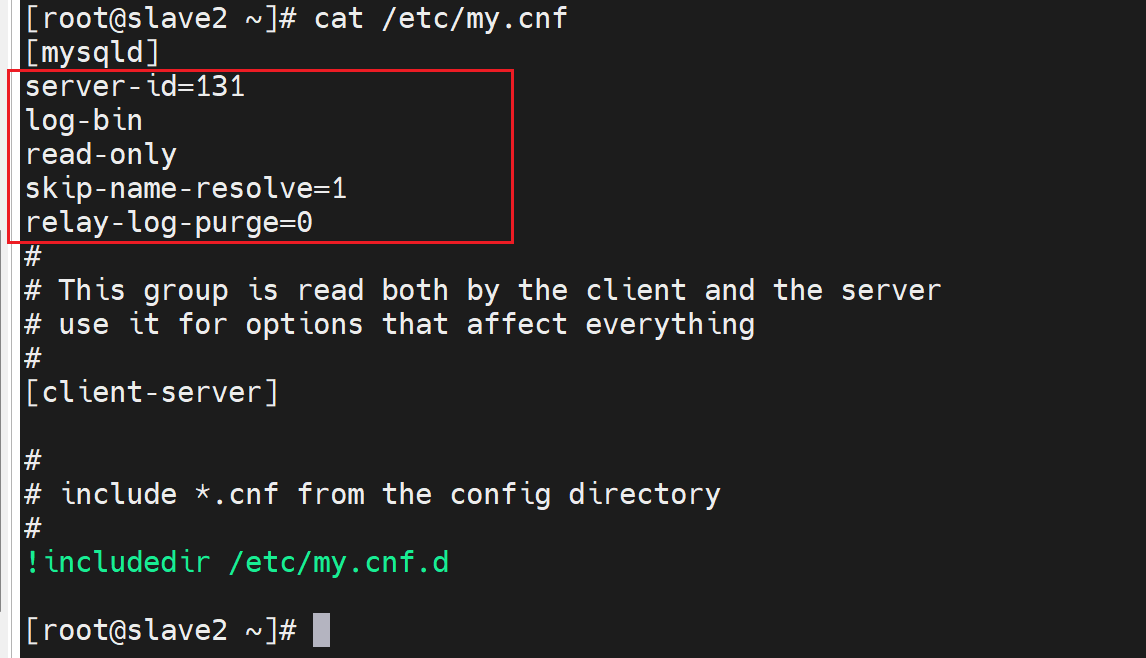 [root@slave2 ~]# cat /etc/my.cnf
[mysqld]
server-id=131
log-bin
read-only
skip-name-resolve=1
relay-log-purge=0
#
# This group is read both by the client and the server
# use it for options that affect everything
#
[client-server]
#
# include *.cnf from the config directory
#
!includedir /etc/my.cnf.d
[root@slave2 ~]#